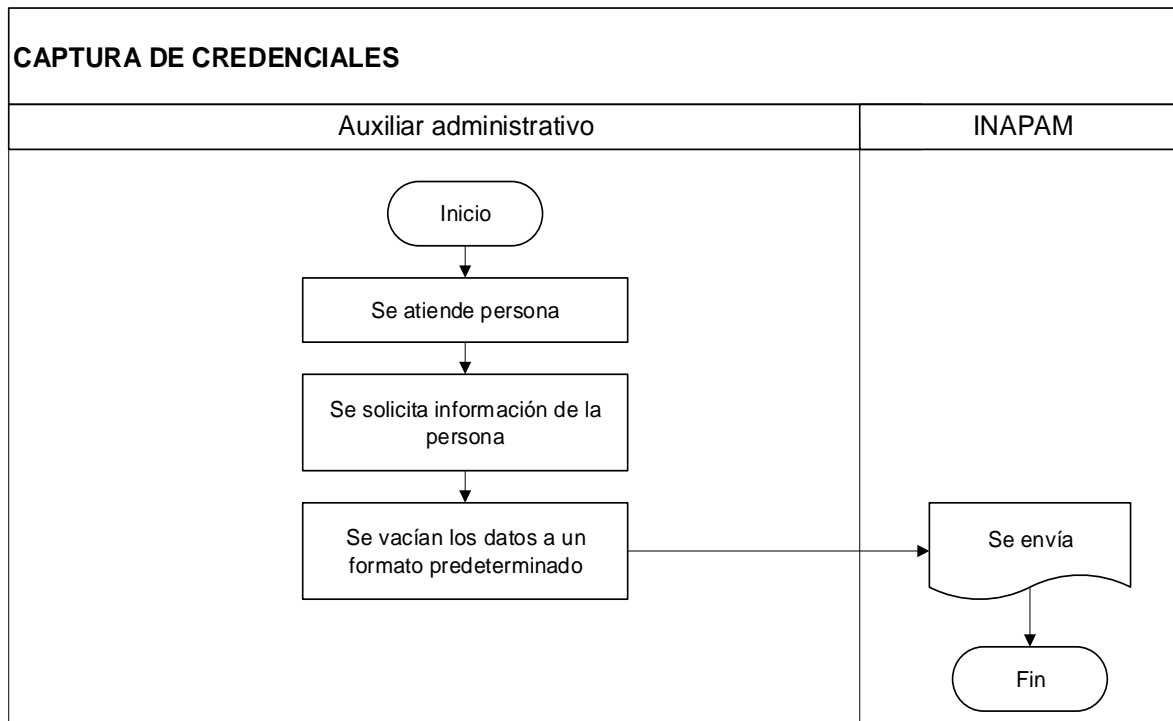 CAPTURA DE CREDENCIALES
Auxiliar administrativo
INAPAM
Inicio
Se atiende persona
Se solicita información de la
persona
Se vacían los datos a un
formato predeterminado
Se envía
Fin